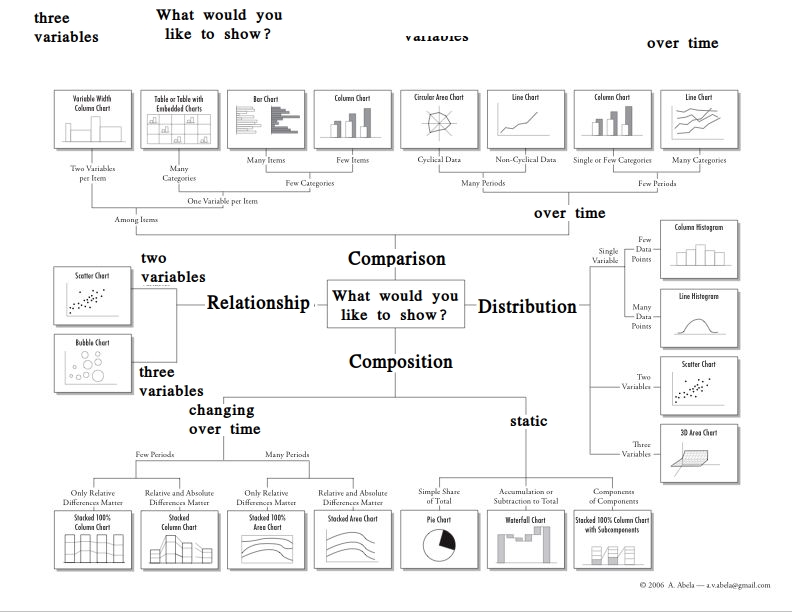 three
variables
What would you
like to show?
variables
over time
Variable Width
Column Chart
Table or Table with
Embedded Charts
Bar Chart
Column Chart
Circular Area Chart
Line Chart
Column Chart
Line Chart
Two Variables
per Item
Many
Categories
Many Items
Few Items
Cyclical Data
Non-Cyclical Data
Single or Few Categories
Many Categories
Few Categories
Many Periods
Few Periods
One Variable per Item
Among Items
over time
Comparison
two
variables
Scatter Chart
Relationship
What would you
like to show?
Distribution
Bubble Chart
three
variables
Single
Variable
Few
Data
Points
Column Histogram
Many
Data
Points
Line Histogram
Two
Variables
Scatter Chart
Three
Variables
3D Area Chart
Composition
changing
over time
static
Few Periods
Many Periods
Only Relative
Differences Matter
Relative and Absolute
Differences Matter
Only Relative
Differences Matter
Relative and Absolute
Differences Matter
Simple Share
of Total
Accumulation or
Subtraction to Total
Components
of Components
Stacked 100%
Column Chart
Stacked
Column Chart
Stacked 100%
Area Chart
Stacked Area Chart
Pie Chart
Waterfall Chart
Stacked 100% Column Chart
with Subcomponents
© 2006 A. Abela — a.v.abela@gmail.com